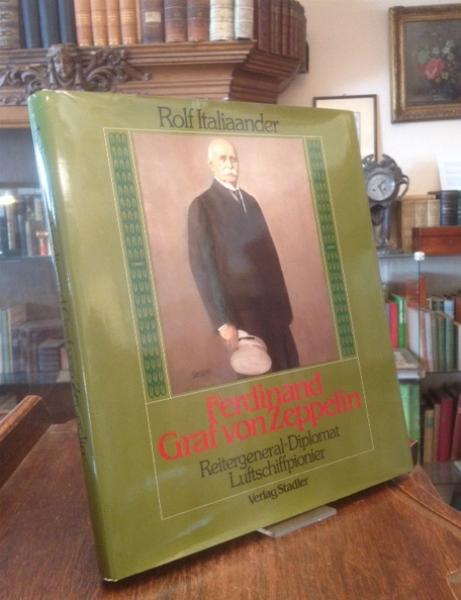 Rolf Italiaander
Ferdinand
Graf von Zeppelin
Reitergeneral·Diplomat
Luftschiffpionier
Verlag Stadler